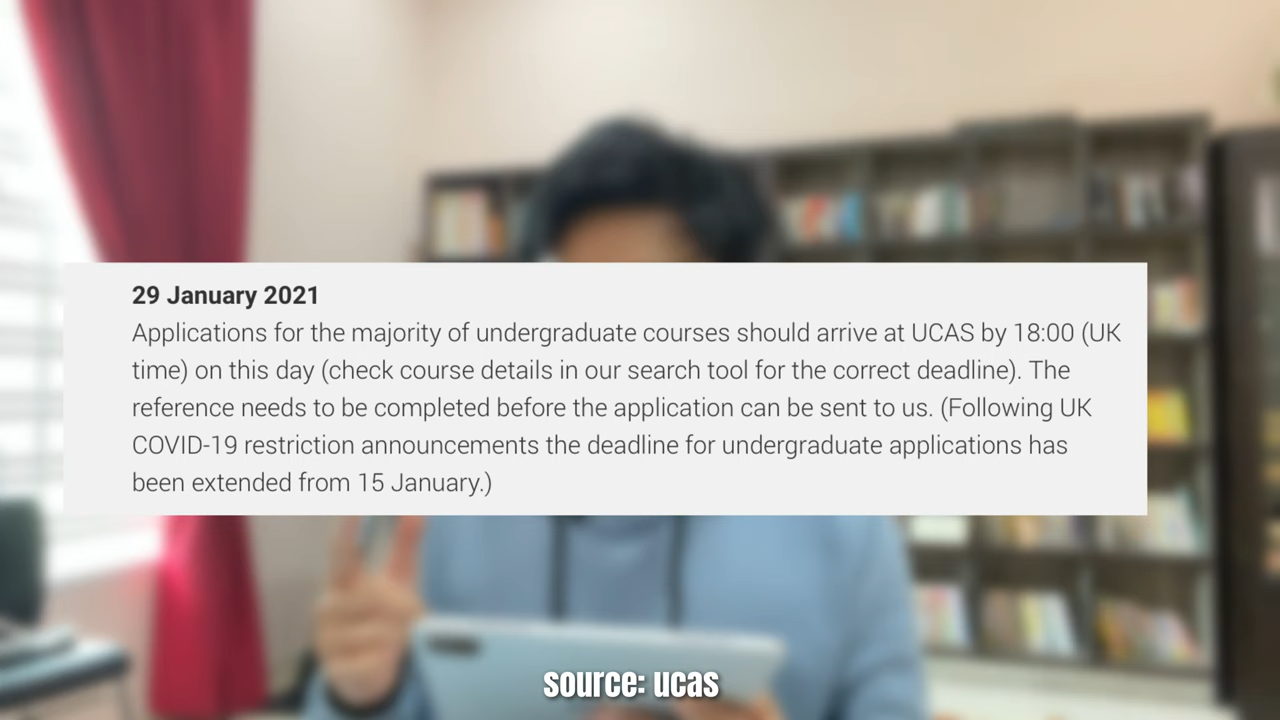 29 January 2021
Applications for the majority of undergraduate courses should arrive at UCAS by 18:00 (UK
time) on this day (check course details in our search tool for the correct deadline). The
reference needs to be completed before the application can be sent to us. (Following UK
COVID-19 restriction announcements the deadline for undergraduate applications has
been extended from 15 January.)
source: ucas